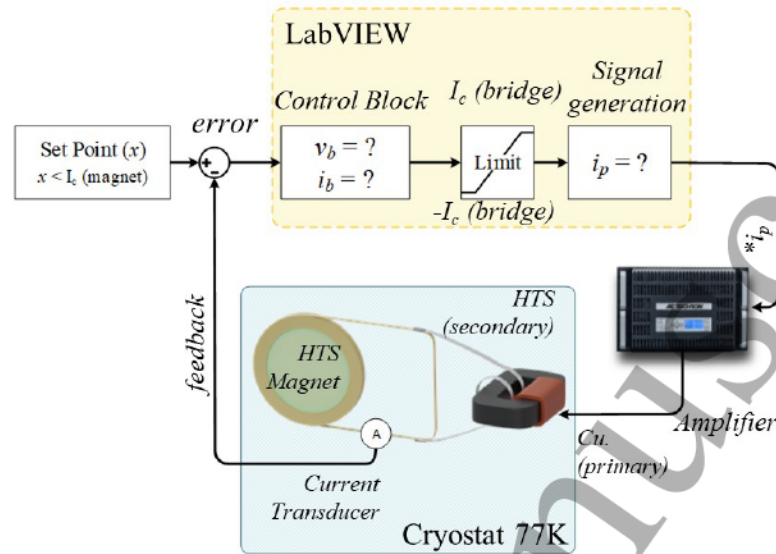 LabVIEW
Control Block
I_c (bridge)
Signal
generation
error
Set Point (x)
x < I_c (magnet)
+
-
v_b = ?
i_b = ?
Limit
i_p = ?
-I_c (bridge)
*i_p
feedback
HTS
(secondary)
HTS
Magnet
A
Amplifier
Cu.
(primary)
Current
Transducer
Cryostat 77K